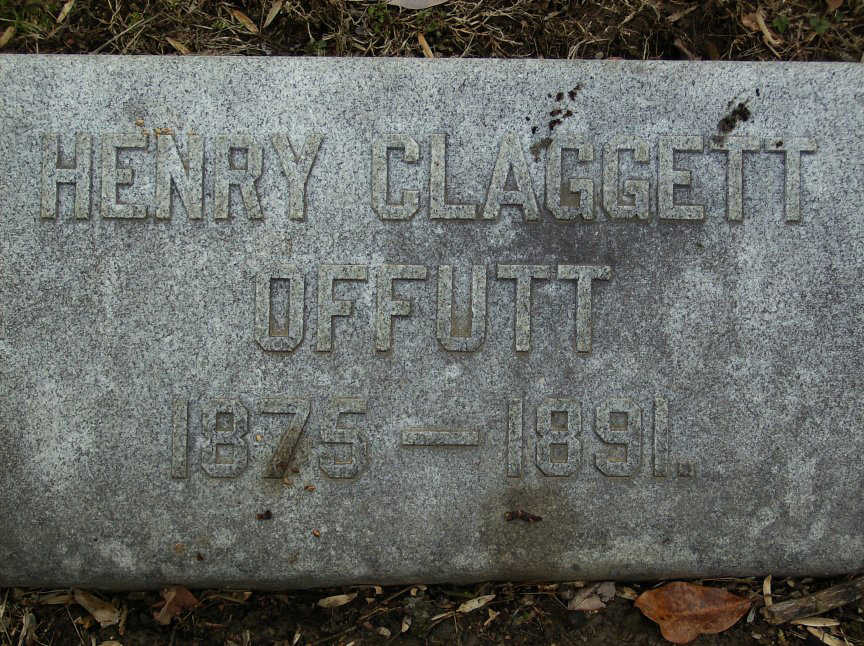 HENRY CLAGGETT
OFFUTT
1875 — 1891.